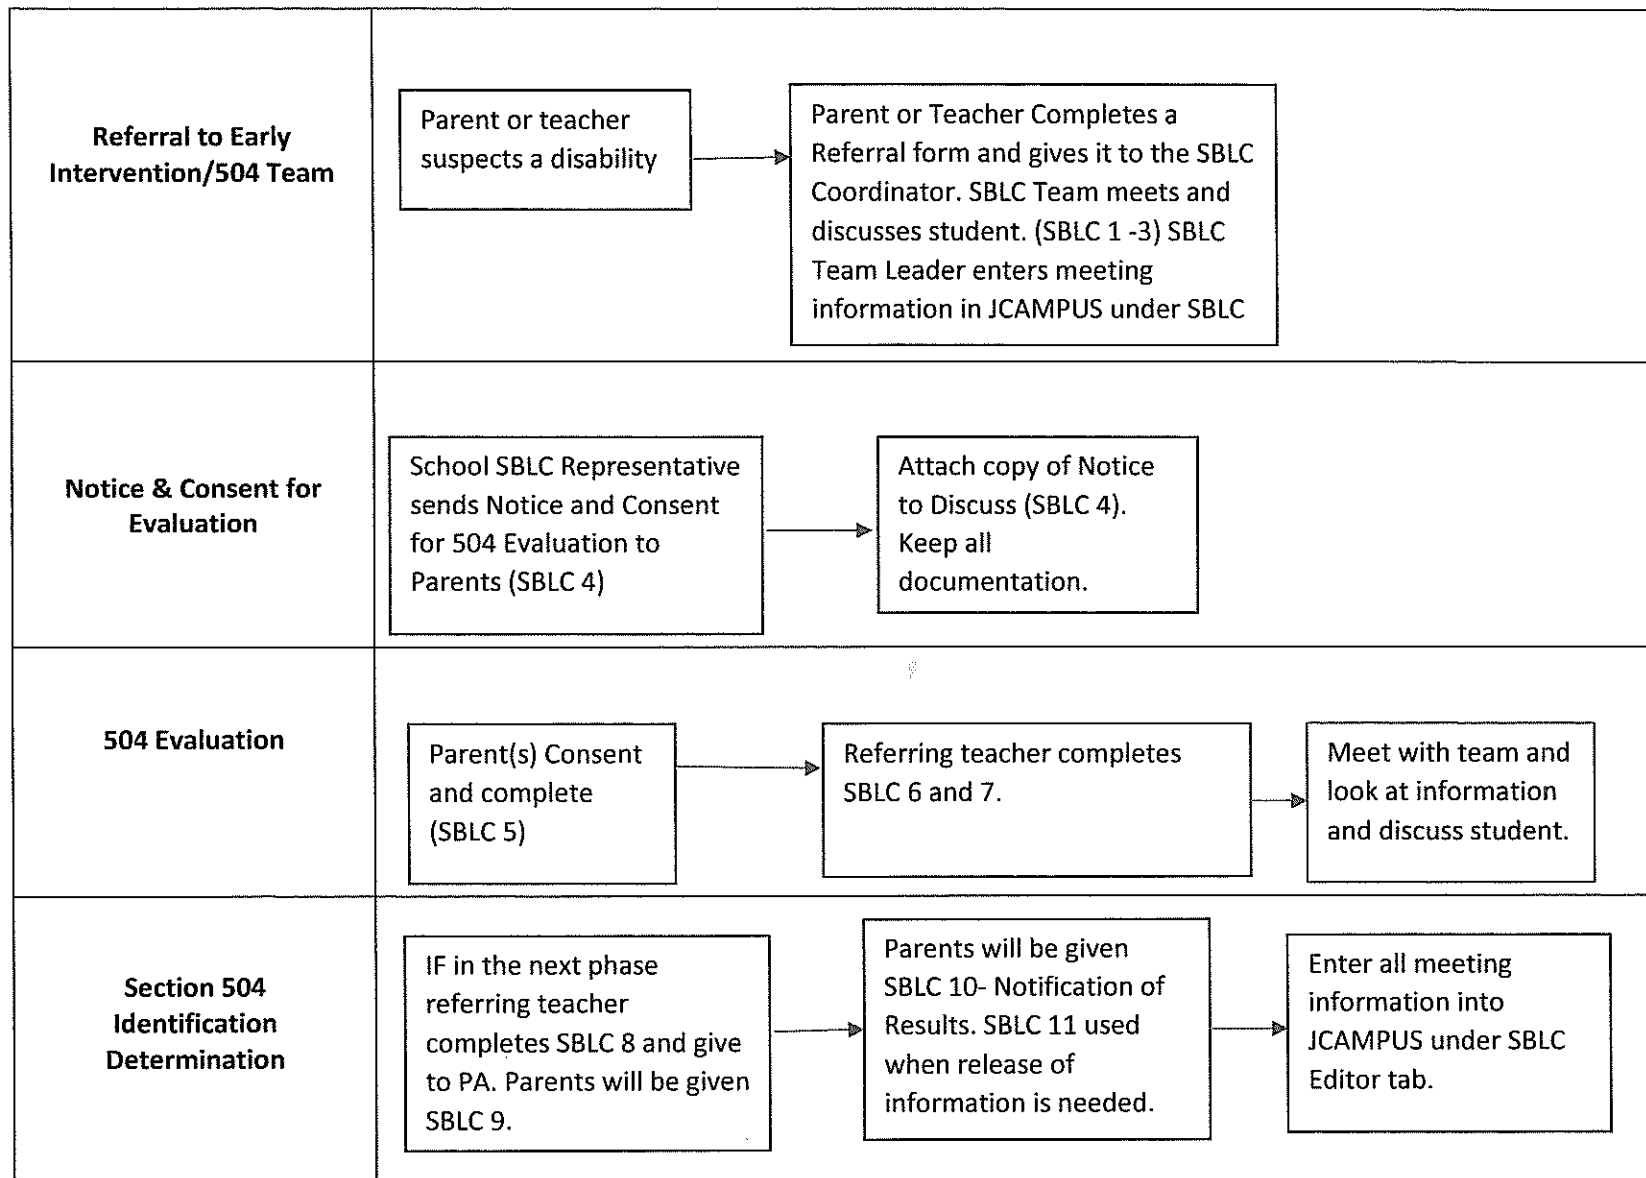 Referral to Early
Intervention/504 Team
Parent or teacher
suspects a disability
Parent or Teacher Completes a
Referral form and gives it to the SBLC
Coordinator. SBLC Team meets and
discusses student. (SBLC 1 -3) SBLC
Team Leader enters meeting
information in JCAMPUS under SBLC
Notice & Consent for
Evaluation
School SBLC Representative
sends Notice and Consent
for 504 Evaluation to
Parents (SBLC 4)
Attach copy of Notice
to Discuss (SBLC 4).
Keep all
documentation.
504 Evaluation
Parent(s) Consent
and complete
(SBLC 5)
Referring teacher completes
SBLC 6 and 7.
Meet with team and
look at information
and discuss student.
Section 504
Identification
Determination
IF in the next phase
referring teacher
completes SBLC 8 and give
to PA. Parents will be given
SBLC 9.
Parents will be given
SBLC 10- Notification of
Results. SBLC 11 used
when release of
information is needed.
Enter all meeting
information into
JCAMPUS under SBLC
Editor tab.